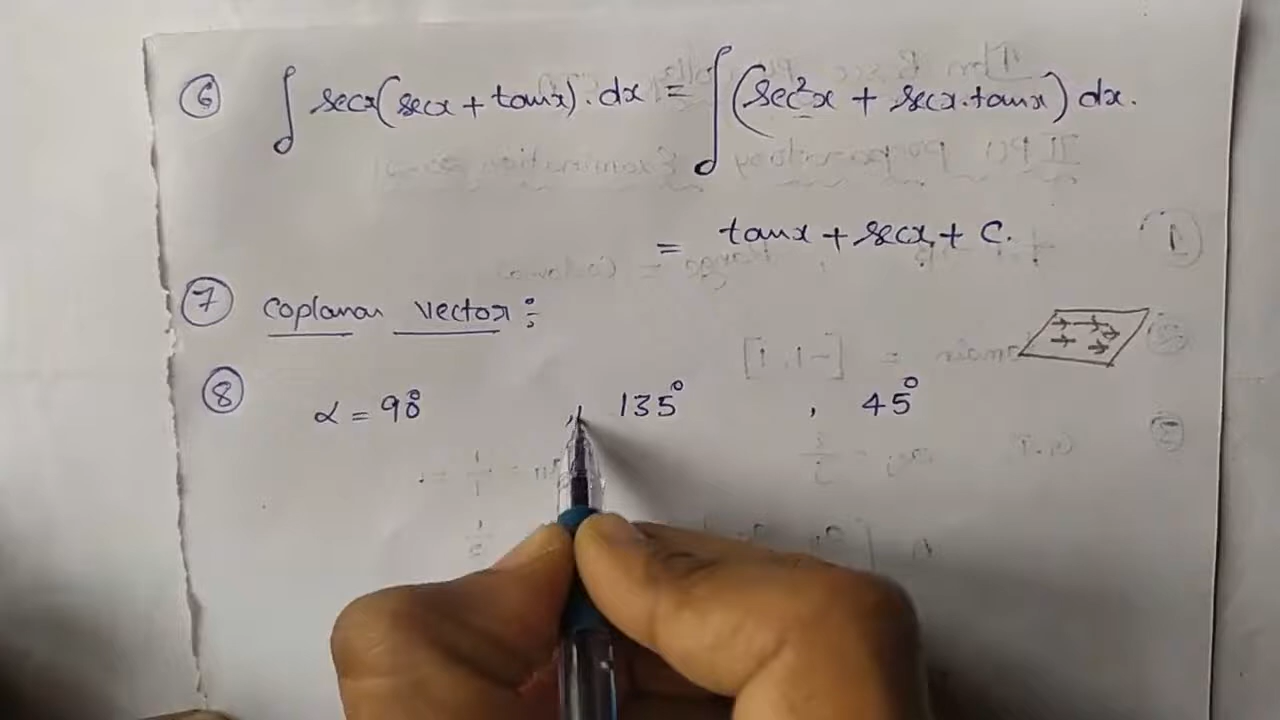 ⑥ ∫ secx(secx + tanx). dx = ∫ (sec²x + secx.tanx) dx.
= tanx + secx + c.
⑦ coplanar vector :
⑧ α = 90° , 135° , 45°